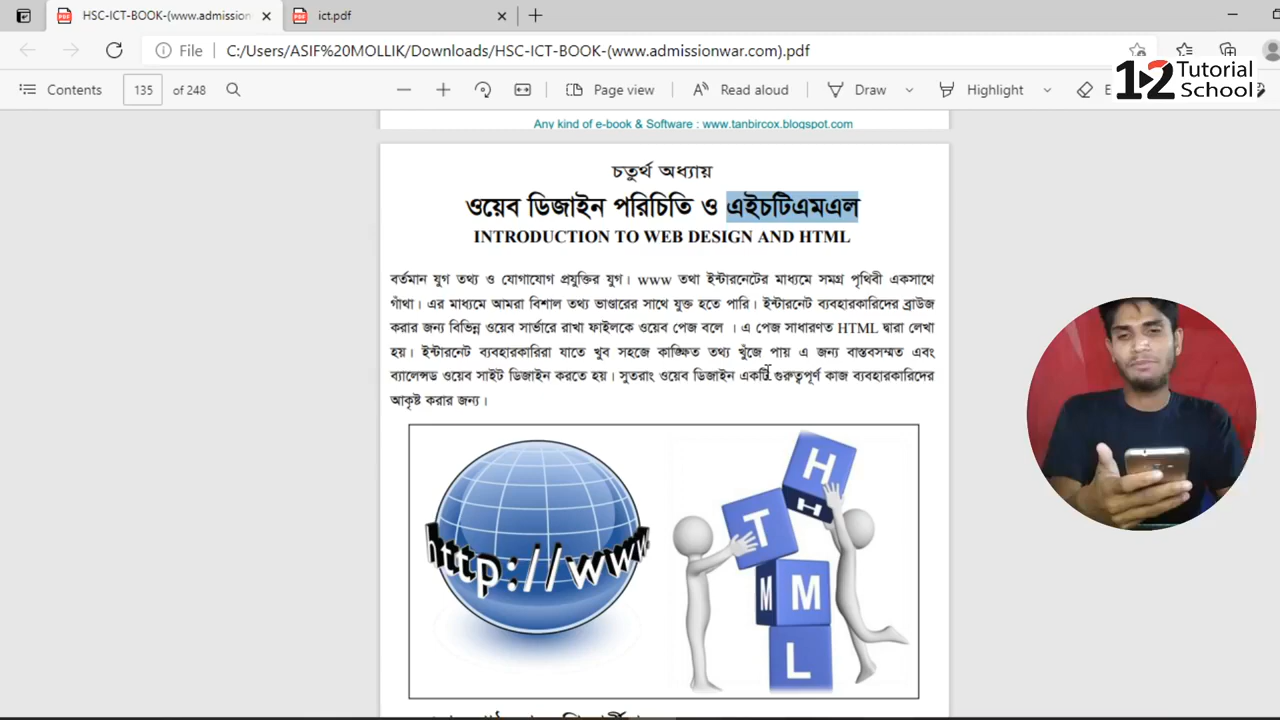 HSC-ICT-BOOK-(www.admission
ict.pdf
File
C:/Users/ASIF%20MOLLIK/Downloads/HSC-ICT-BOOK-(www.admissionwar.com).pdf
12 Tutorial School
Contents
135 of 248
Page view
Read aloud
Draw
Highlight
Any kind of e-book & Software : www.tanbircox.blogspot.com
চতুর্থ অধ্যায়
ওয়েব ডিজাইন পরিচিতি ও এইচটিএমএল
INTRODUCTION TO WEB DESIGN AND HTML
বর্তমান যুগ তথ্য ও যোগাযোগ প্রযুক্তির যুগ। www তথা ইন্টারনেটের মাধ্যমে সমগ্র পৃথিবী একসাথে
গাঁথা। এর মাধ্যমে আমরা বিশাল তথ্য ভাণ্ডারের সাথে যুক্ত হতে পারি। ইন্টারনেট ব্যবহারকারিদের ব্রাউজ
করার জন্য বিভিন্ন ওয়েব সার্ভারে রাখা ফাইলকে ওয়েব পেজ বলে । এ পেজ সাধারণত HTML দ্বারা লেখা
হয়। ইন্টারনেট ব্যবহারকারিরা যাতে খুব সহজে কাঙ্ক্ষিত তথ্য খুঁজে পায় এ জন্য বাস্তবসম্মত এবং
ব্যালেন্সড ওয়েব সাইট ডিজাইন করতে হয়। সুতরাং ওয়েব ডিজাইন একটি গুরুত্বপূর্ণ কাজ ব্যবহারকারিদের
আকৃষ্ট করার জন্য।
http://www.
H
H
T
M
M
L